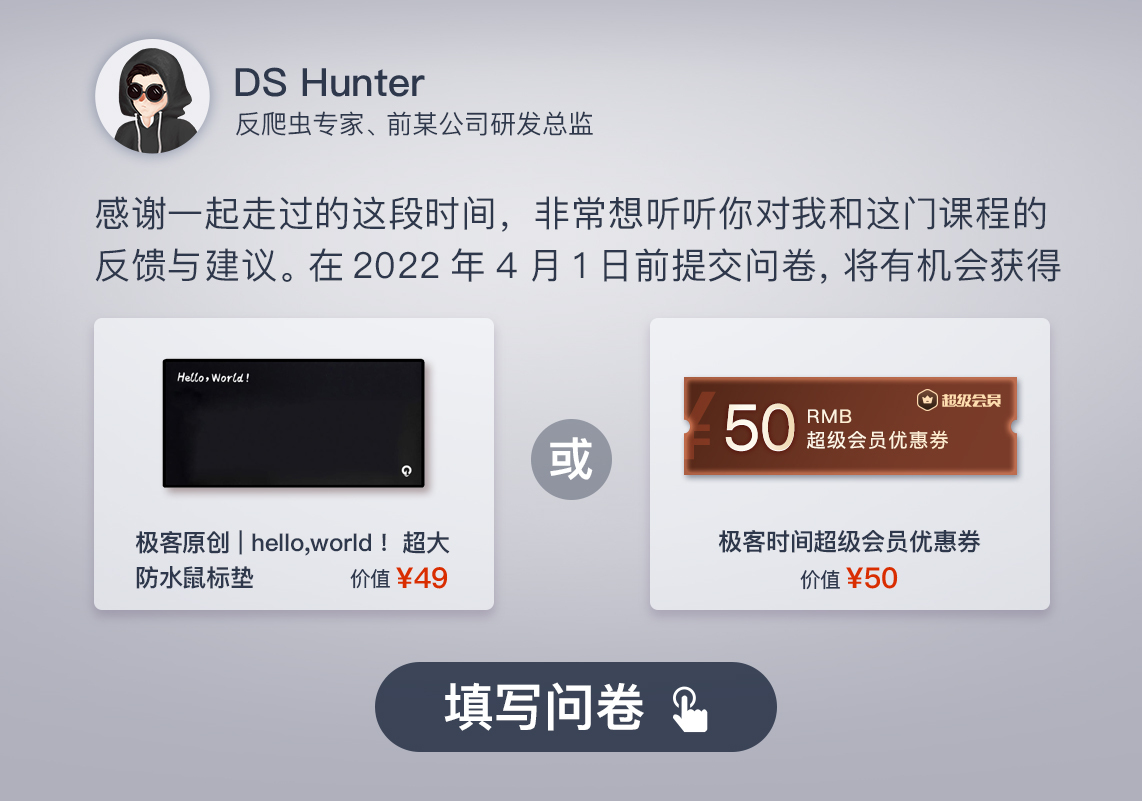 DS Hunter
反爬虫专家、前某公司研发总监
感谢一起走过的这段时间，非常想听听你对我和这门课程的
反馈与建议。在 2022 年 4 月 1 日前提交问卷，将有机会获得
Hello, World!
极客原创 | hello,world！ 超大
防水鼠标垫 价值 ¥49
或
超级会员
¥ 50 RMB
超级会员优惠券
极客时间超级会员优惠券
价值 ¥50
填写问卷